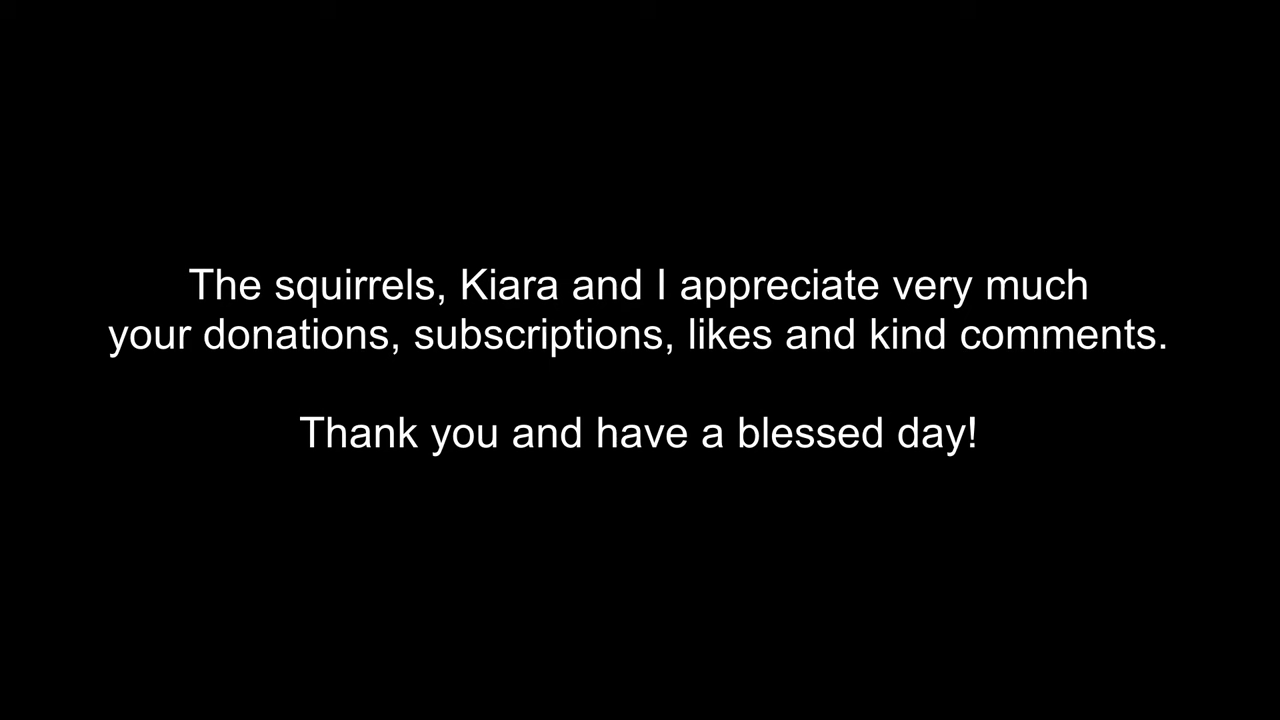 The squirrels, Kiara and I appreciate very much
your donations, subscriptions, likes and kind comments.
Thank you and have a blessed day!